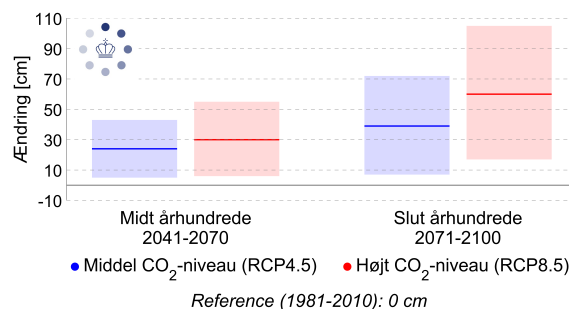 Ændring [cm]
110
90
70
50
30
10
-10
Midt århundrede
2041-2070
Slut århundrede
2071-2100
Middel CO₂-niveau (RCP4.5)
Højt CO₂-niveau (RCP8.5)
Reference (1981-2010): 0 cm